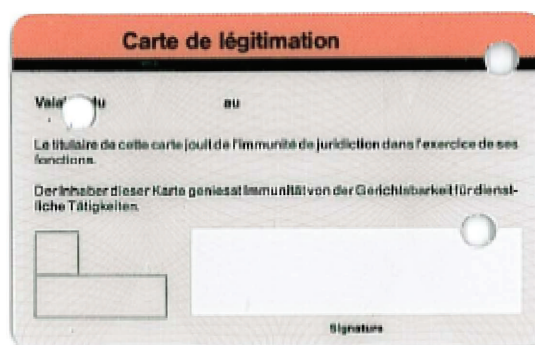 Carte de légitimation
du au
Le titulaire de cette carte jouit de l'immunité de juridiction dans l'exercice de ses
fonctions.
Der Inhaber dieser Karte geniesst Immunität von der Gerichtsbarkeit für dienst-
liche Tätigkeiten.
Signature